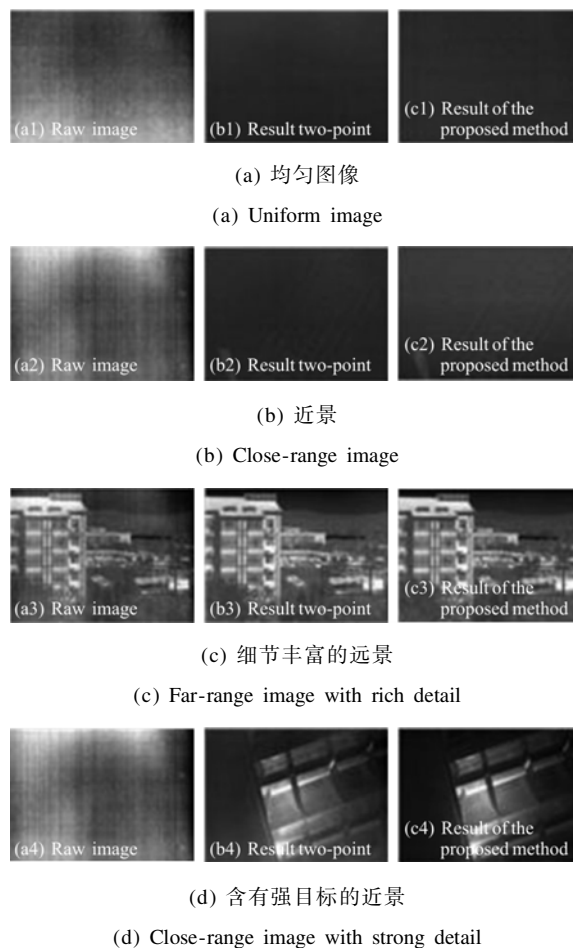 (a1) Raw image
(b1) Result two-point
(c1) Result of the
proposed method
(a) 均匀图像
(a) Uniform image
(a2) Raw image
(b2) Result two-point
(c2) Result of the
proposed method
(b) 近景
(b) Close-range image
(a3) Raw image
(b3) Result two-point
(c3) Result of the
proposed method
(c) 细节丰富的远景
(c) Far-range image with rich detail
(a4) Raw image
(b4) Result two-point
(c4) Result of the
proposed method
(d) 含有强目标的近景
(d) Close-range image with strong detail